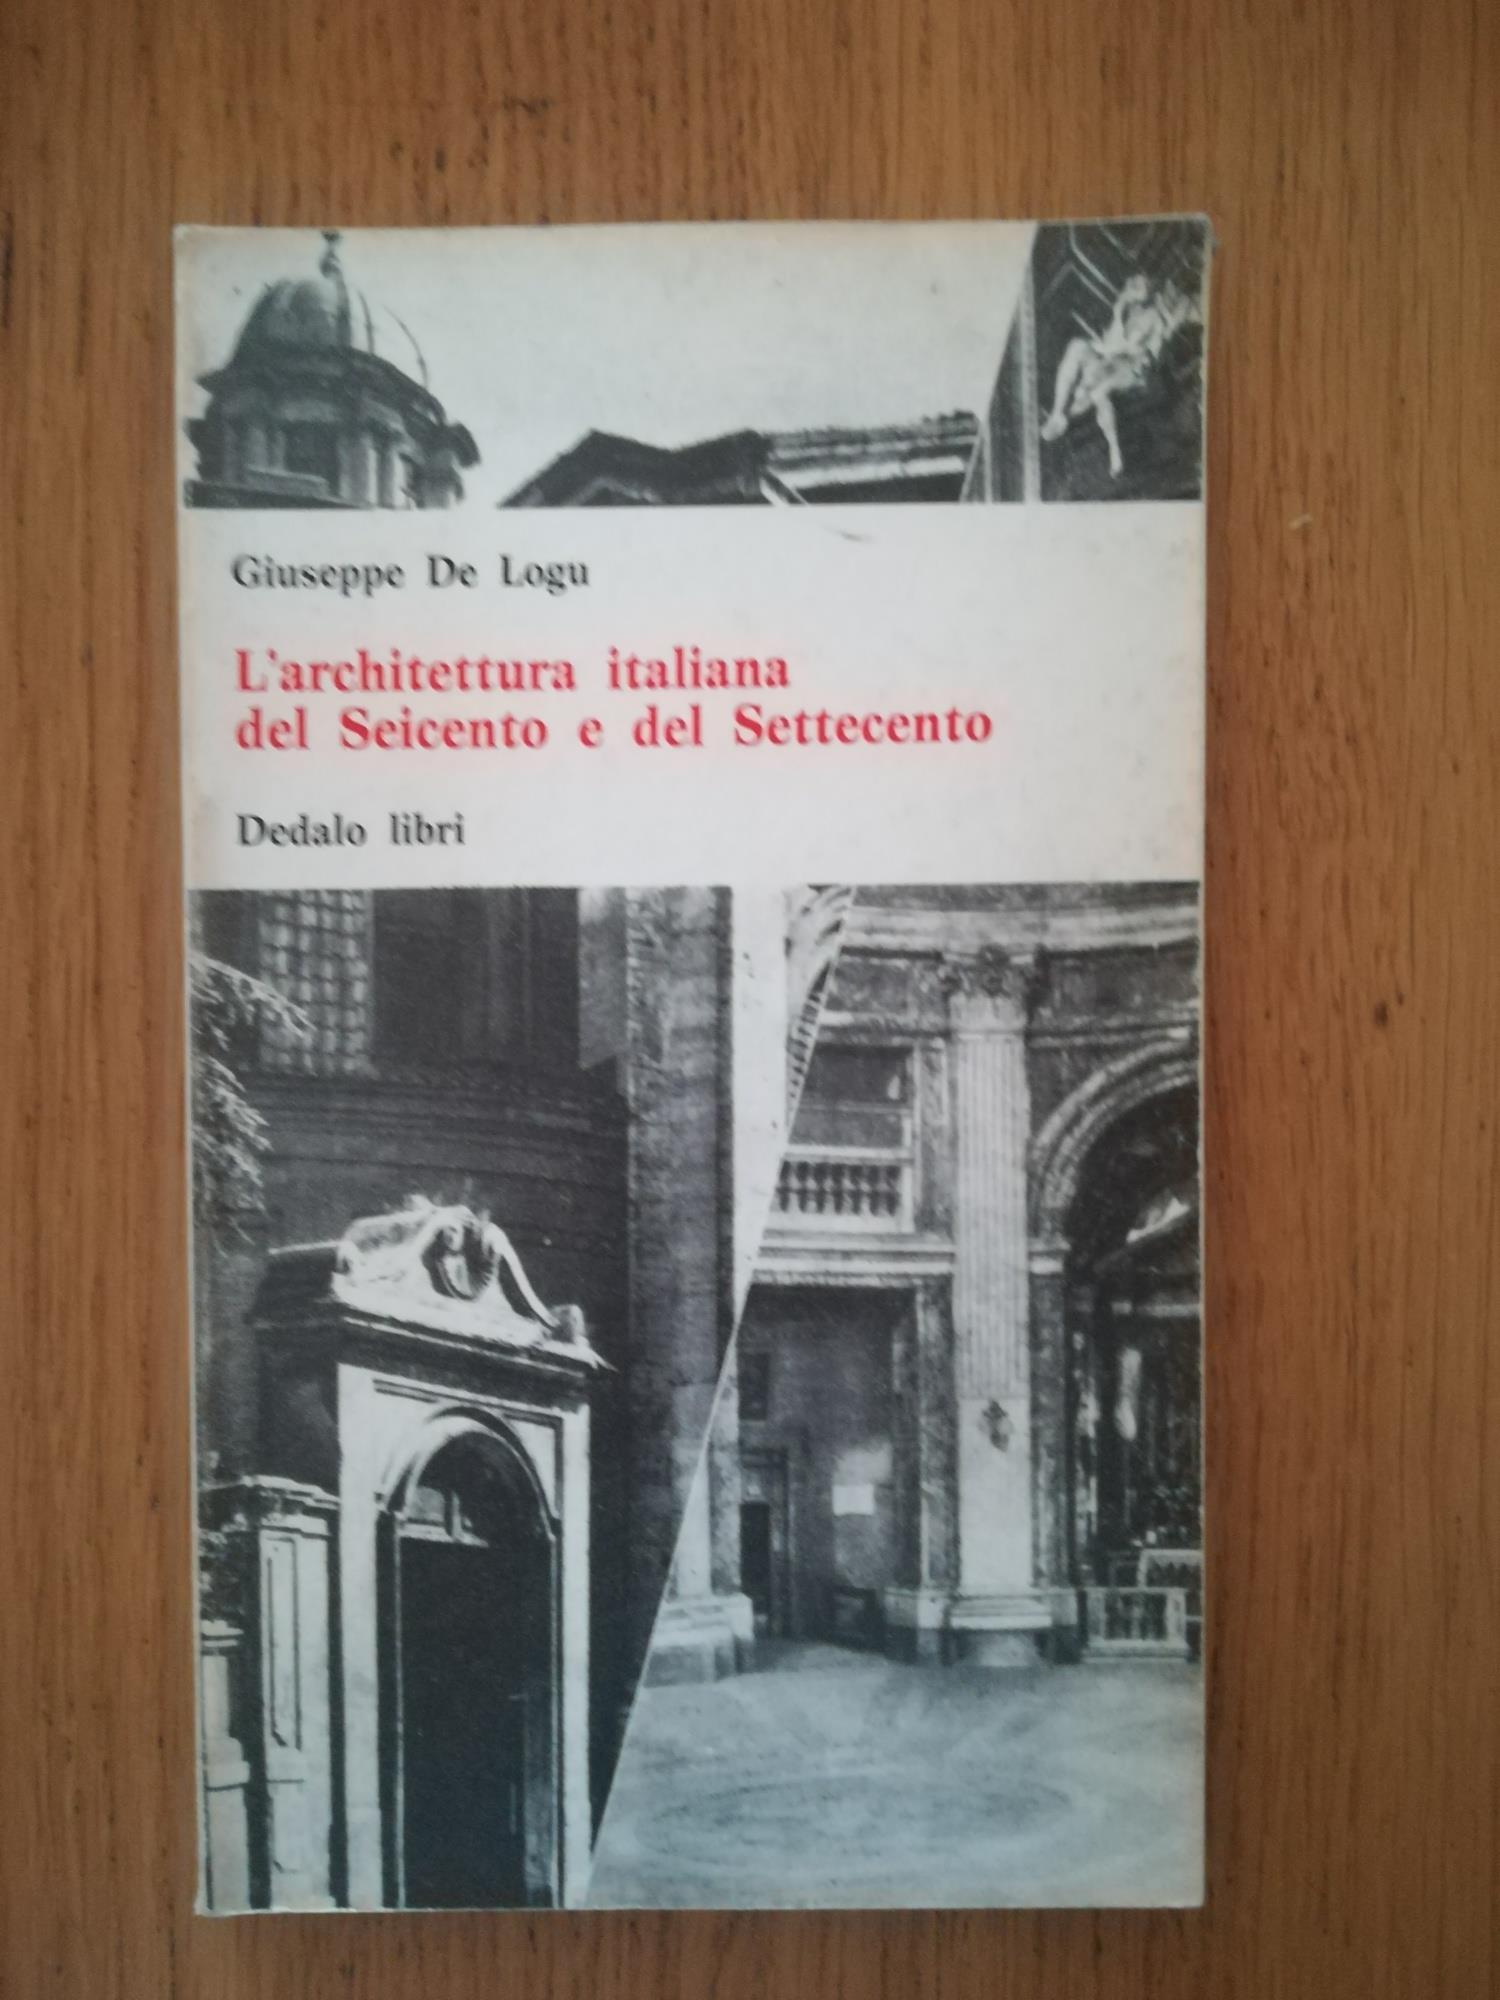 Giuseppe De Logu
L'architettura italiana
del Seicento e del Settecento
Dedalo libri